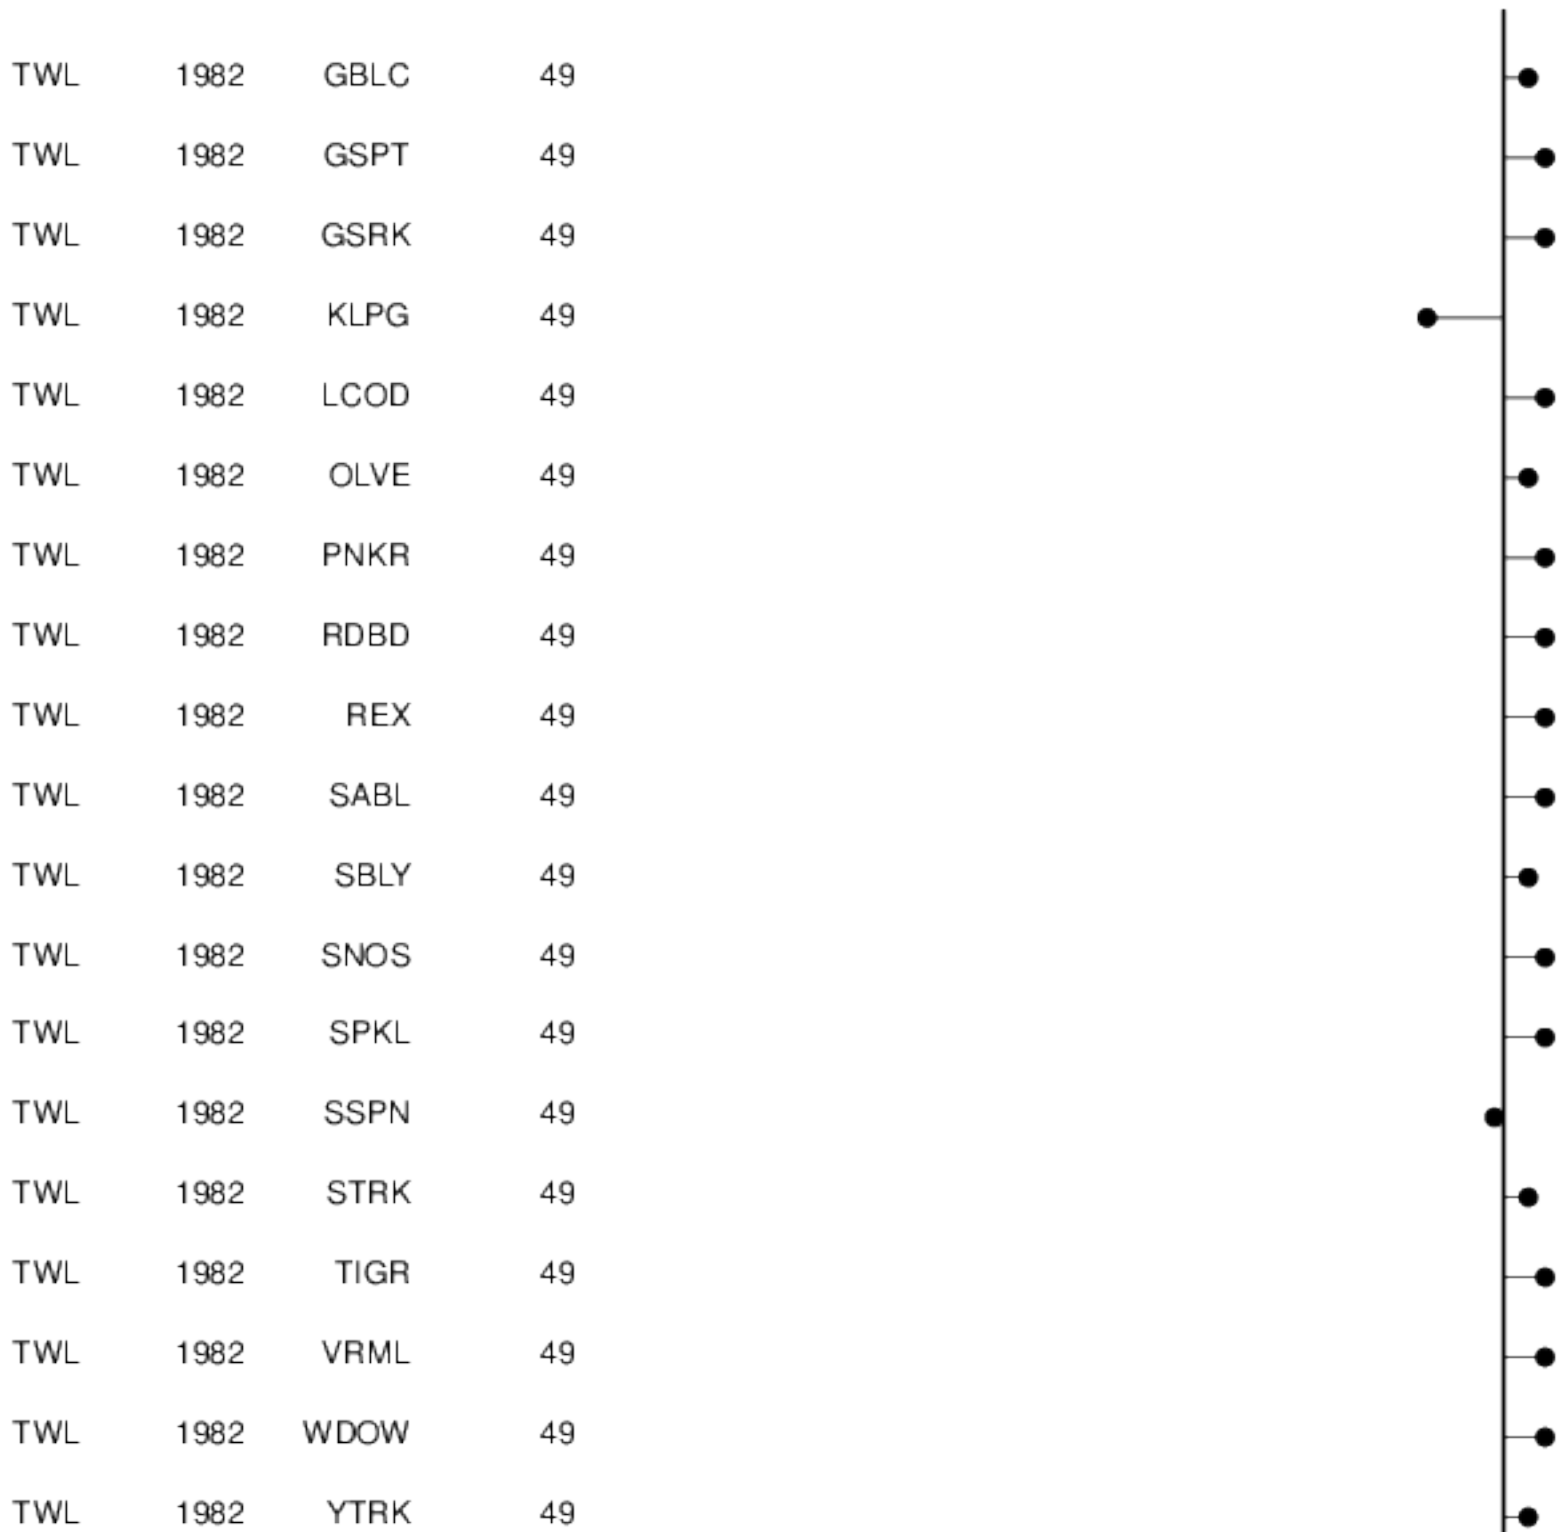 TWL 1982 GBLC 49
TWL 1982 GSPT 49
TWL 1982 GSRK 49
TWL 1982 KLPG 49
TWL 1982 LCOD 49
TWL 1982 OLVE 49
TWL 1982 PNKR 49
TWL 1982 RDBD 49
TWL 1982 REX 49
TWL 1982 SABL 49
TWL 1982 SBLY 49
TWL 1982 SNOS 49
TWL 1982 SPKL 49
TWL 1982 SSPN 49
TWL 1982 STRK 49
TWL 1982 TIGR 49
TWL 1982 VRML 49
TWL 1982 WDOW 49
TWL 1982 YTRK 49